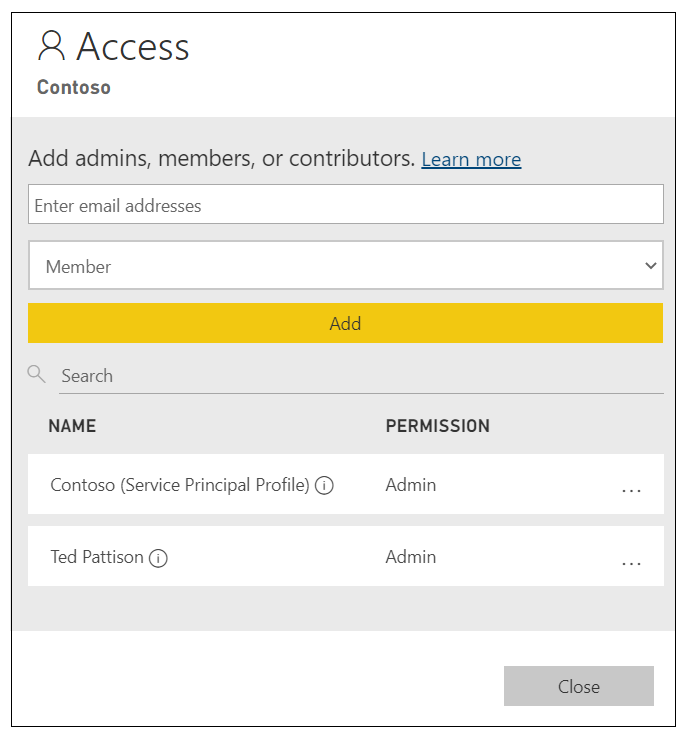 Access
Contoso
Add admins, members, or contributors. Learn more
Enter email addresses
Member
Add
Search
NAME PERMISSION
Contoso (Service Principal Profile) Admin ...
Ted Pattison Admin ...
Close